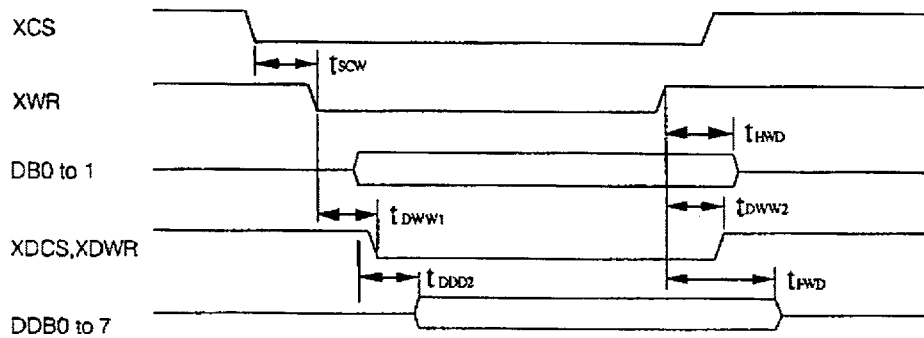 XCS
tSCW
XWR
tHWD
DB0 to 1
tDWW1
tDWW2
XDCS,XDWR
tDDD2
tFWD
DDB0 to 7